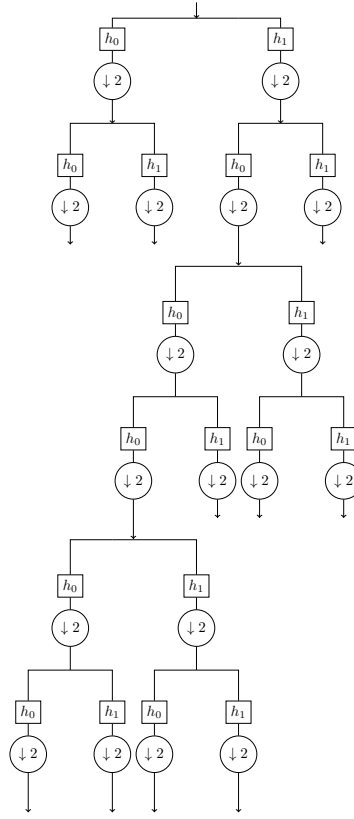 h₀ h₁
↓ 2 ↓ 2
h₀ h₁ h₀ h₁
↓ 2 ↓ 2 ↓ 2 ↓ 2
h₀ h₁
↓ 2 ↓ 2
h₀ h₁ h₀ h₁
↓ 2 ↓ 2 ↓ 2 ↓ 2
h₀ h₁
↓ 2 ↓ 2
h₀ h₁ h₀ h₁
↓ 2 ↓ 2 ↓ 2 ↓ 2